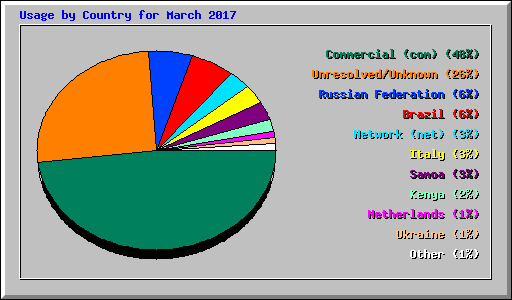 Usage by Country for March 2017
Commercial (com) (48%)
Unresolved/Unknown (26%)
Russian Federation (6%)
Brazil (6%)
Network (net) (3%)
Italy (3%)
Samoa (3%)
Kenya (2%)
Netherlands (1%)
Ukraine (1%)
Other (1%)